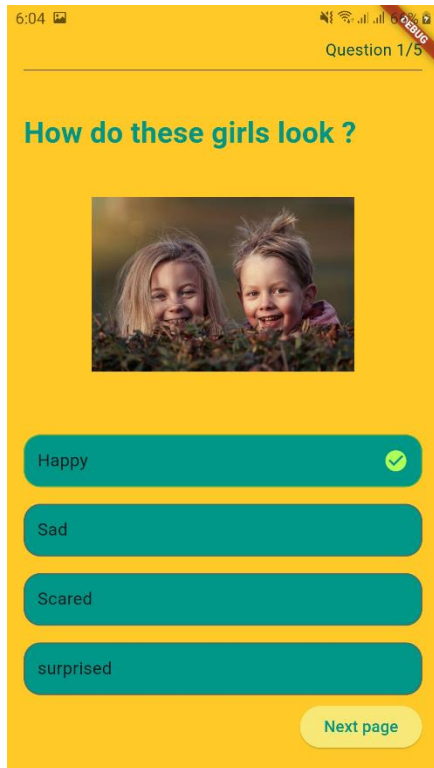 6:04
DEBUG
Question 1/5
How do these girls look ?
Happy
Sad
Scared
surprised
Next page